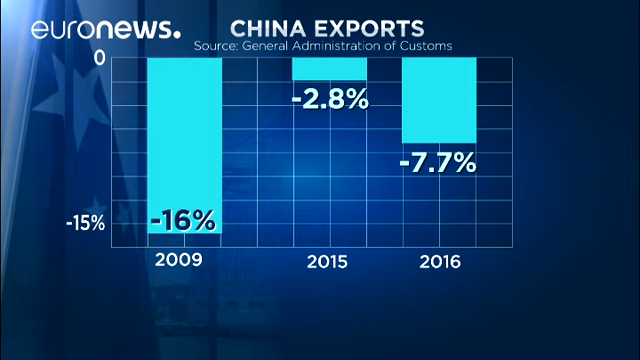 euronews.
CHINA EXPORTS
Source: General Administration of Customs
0
-2.8%
-7.7%
-15%
-16%
2009
2015
2016